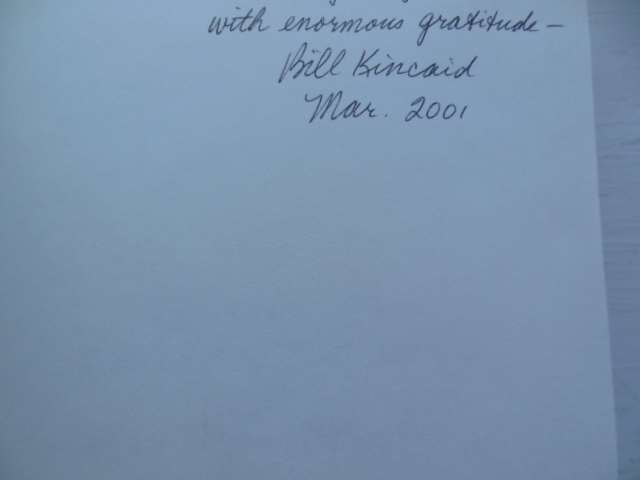 with enormous gratitude—
Bill Kincaid
Mar. 2001